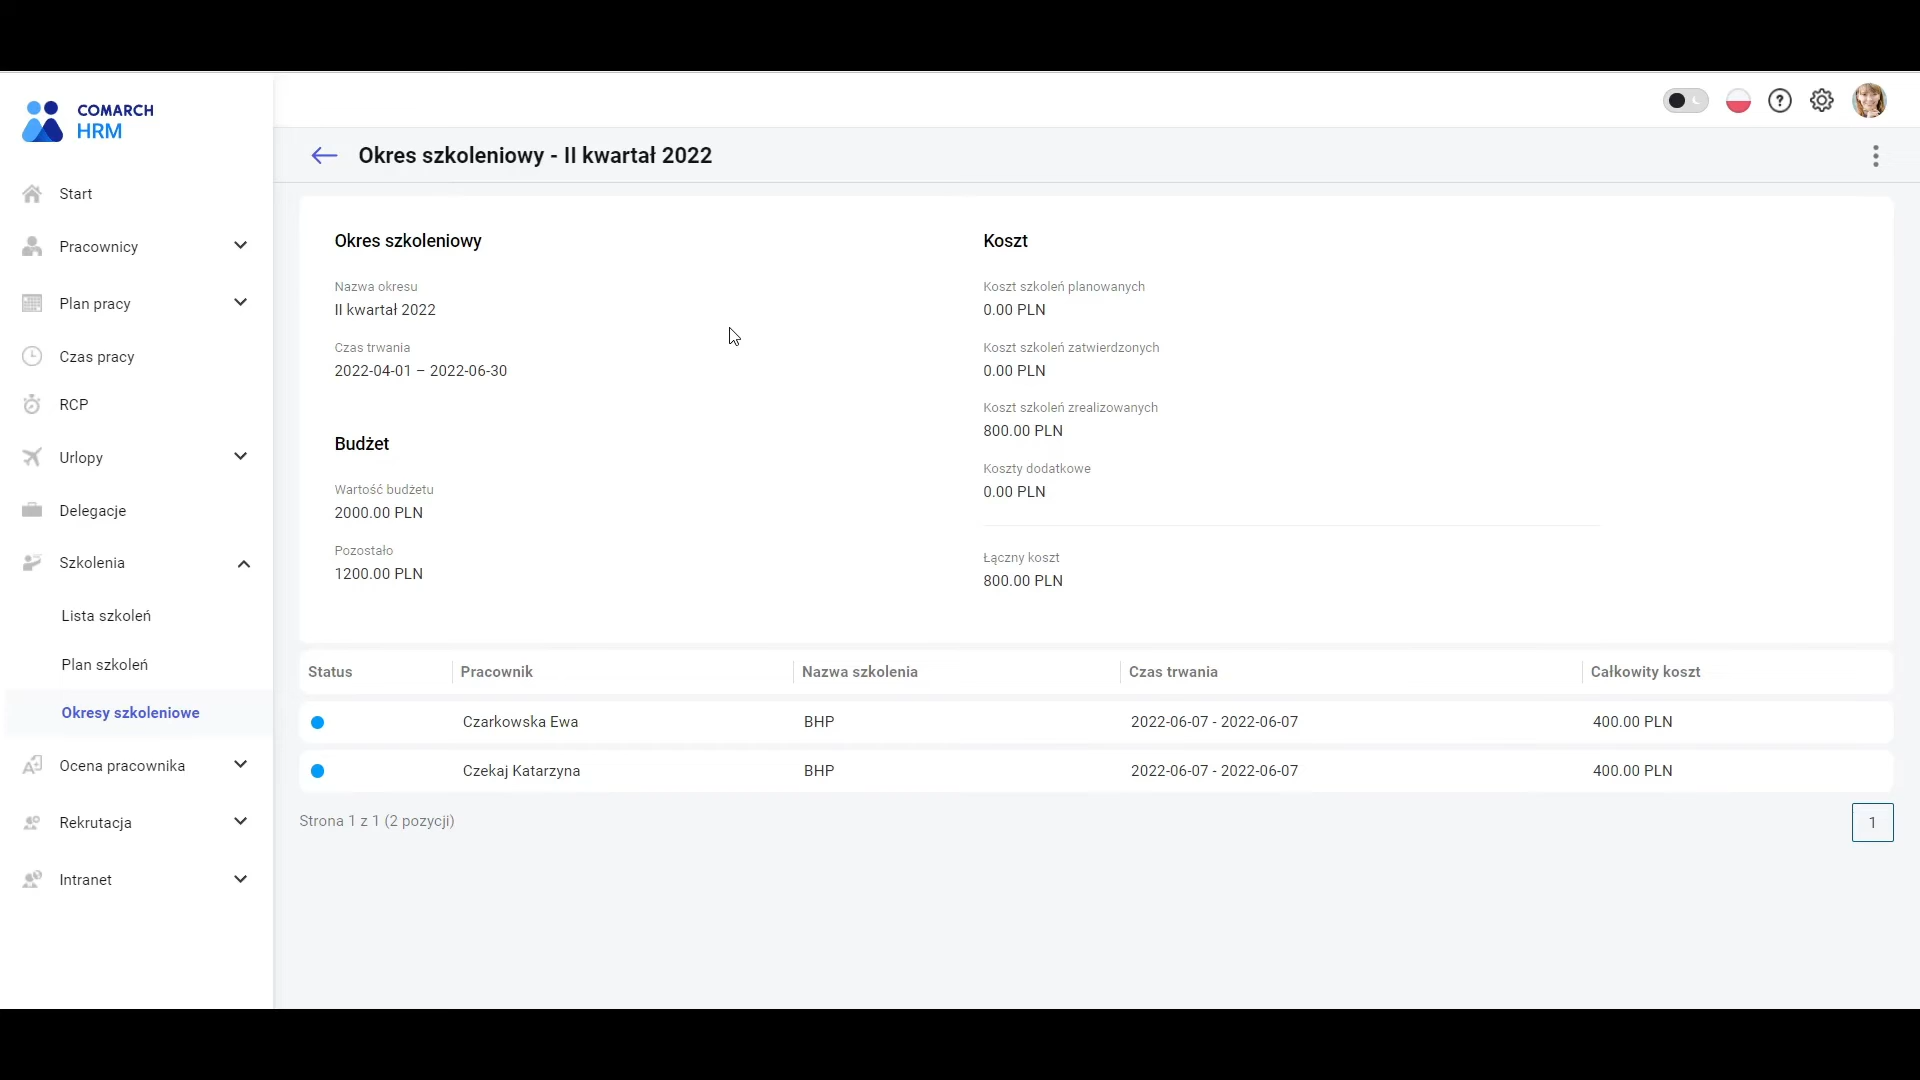 COMARCH
HRM
Start
Pracownicy
Plan pracy
Czas pracy
RCP
Urlopy
Delegacje
Szkolenia
Lista szkoleń
Plan szkoleń
Okresy szkoleniowe
Ocena pracownika
Rekrutacja
Intranet
Okres szkoleniowy - II kwartał 2022
Okres szkoleniowy
Nazwa okresu
II kwartał 2022
Czas trwania
2022-04-01 – 2022-06-30
Budżet
Wartość budżetu
2000.00 PLN
Pozostało
1200.00 PLN
Koszt
Koszt szkoleń planowanych
0.00 PLN
Koszt szkoleń zatwierdzonych
0.00 PLN
Koszt szkoleń zrealizowanych
800.00 PLN
Koszty dodatkowe
0.00 PLN
Łączny koszt
800.00 PLN
Status Pracownik Nazwa szkolenia Czas trwania Całkowity koszt
Czarkowska Ewa BHP 2022-06-07 - 2022-06-07 400.00 PLN
Czekaj Katarzyna BHP 2022-06-07 - 2022-06-07 400.00 PLN
Strona 1 z 1 (2 pozycji)
1